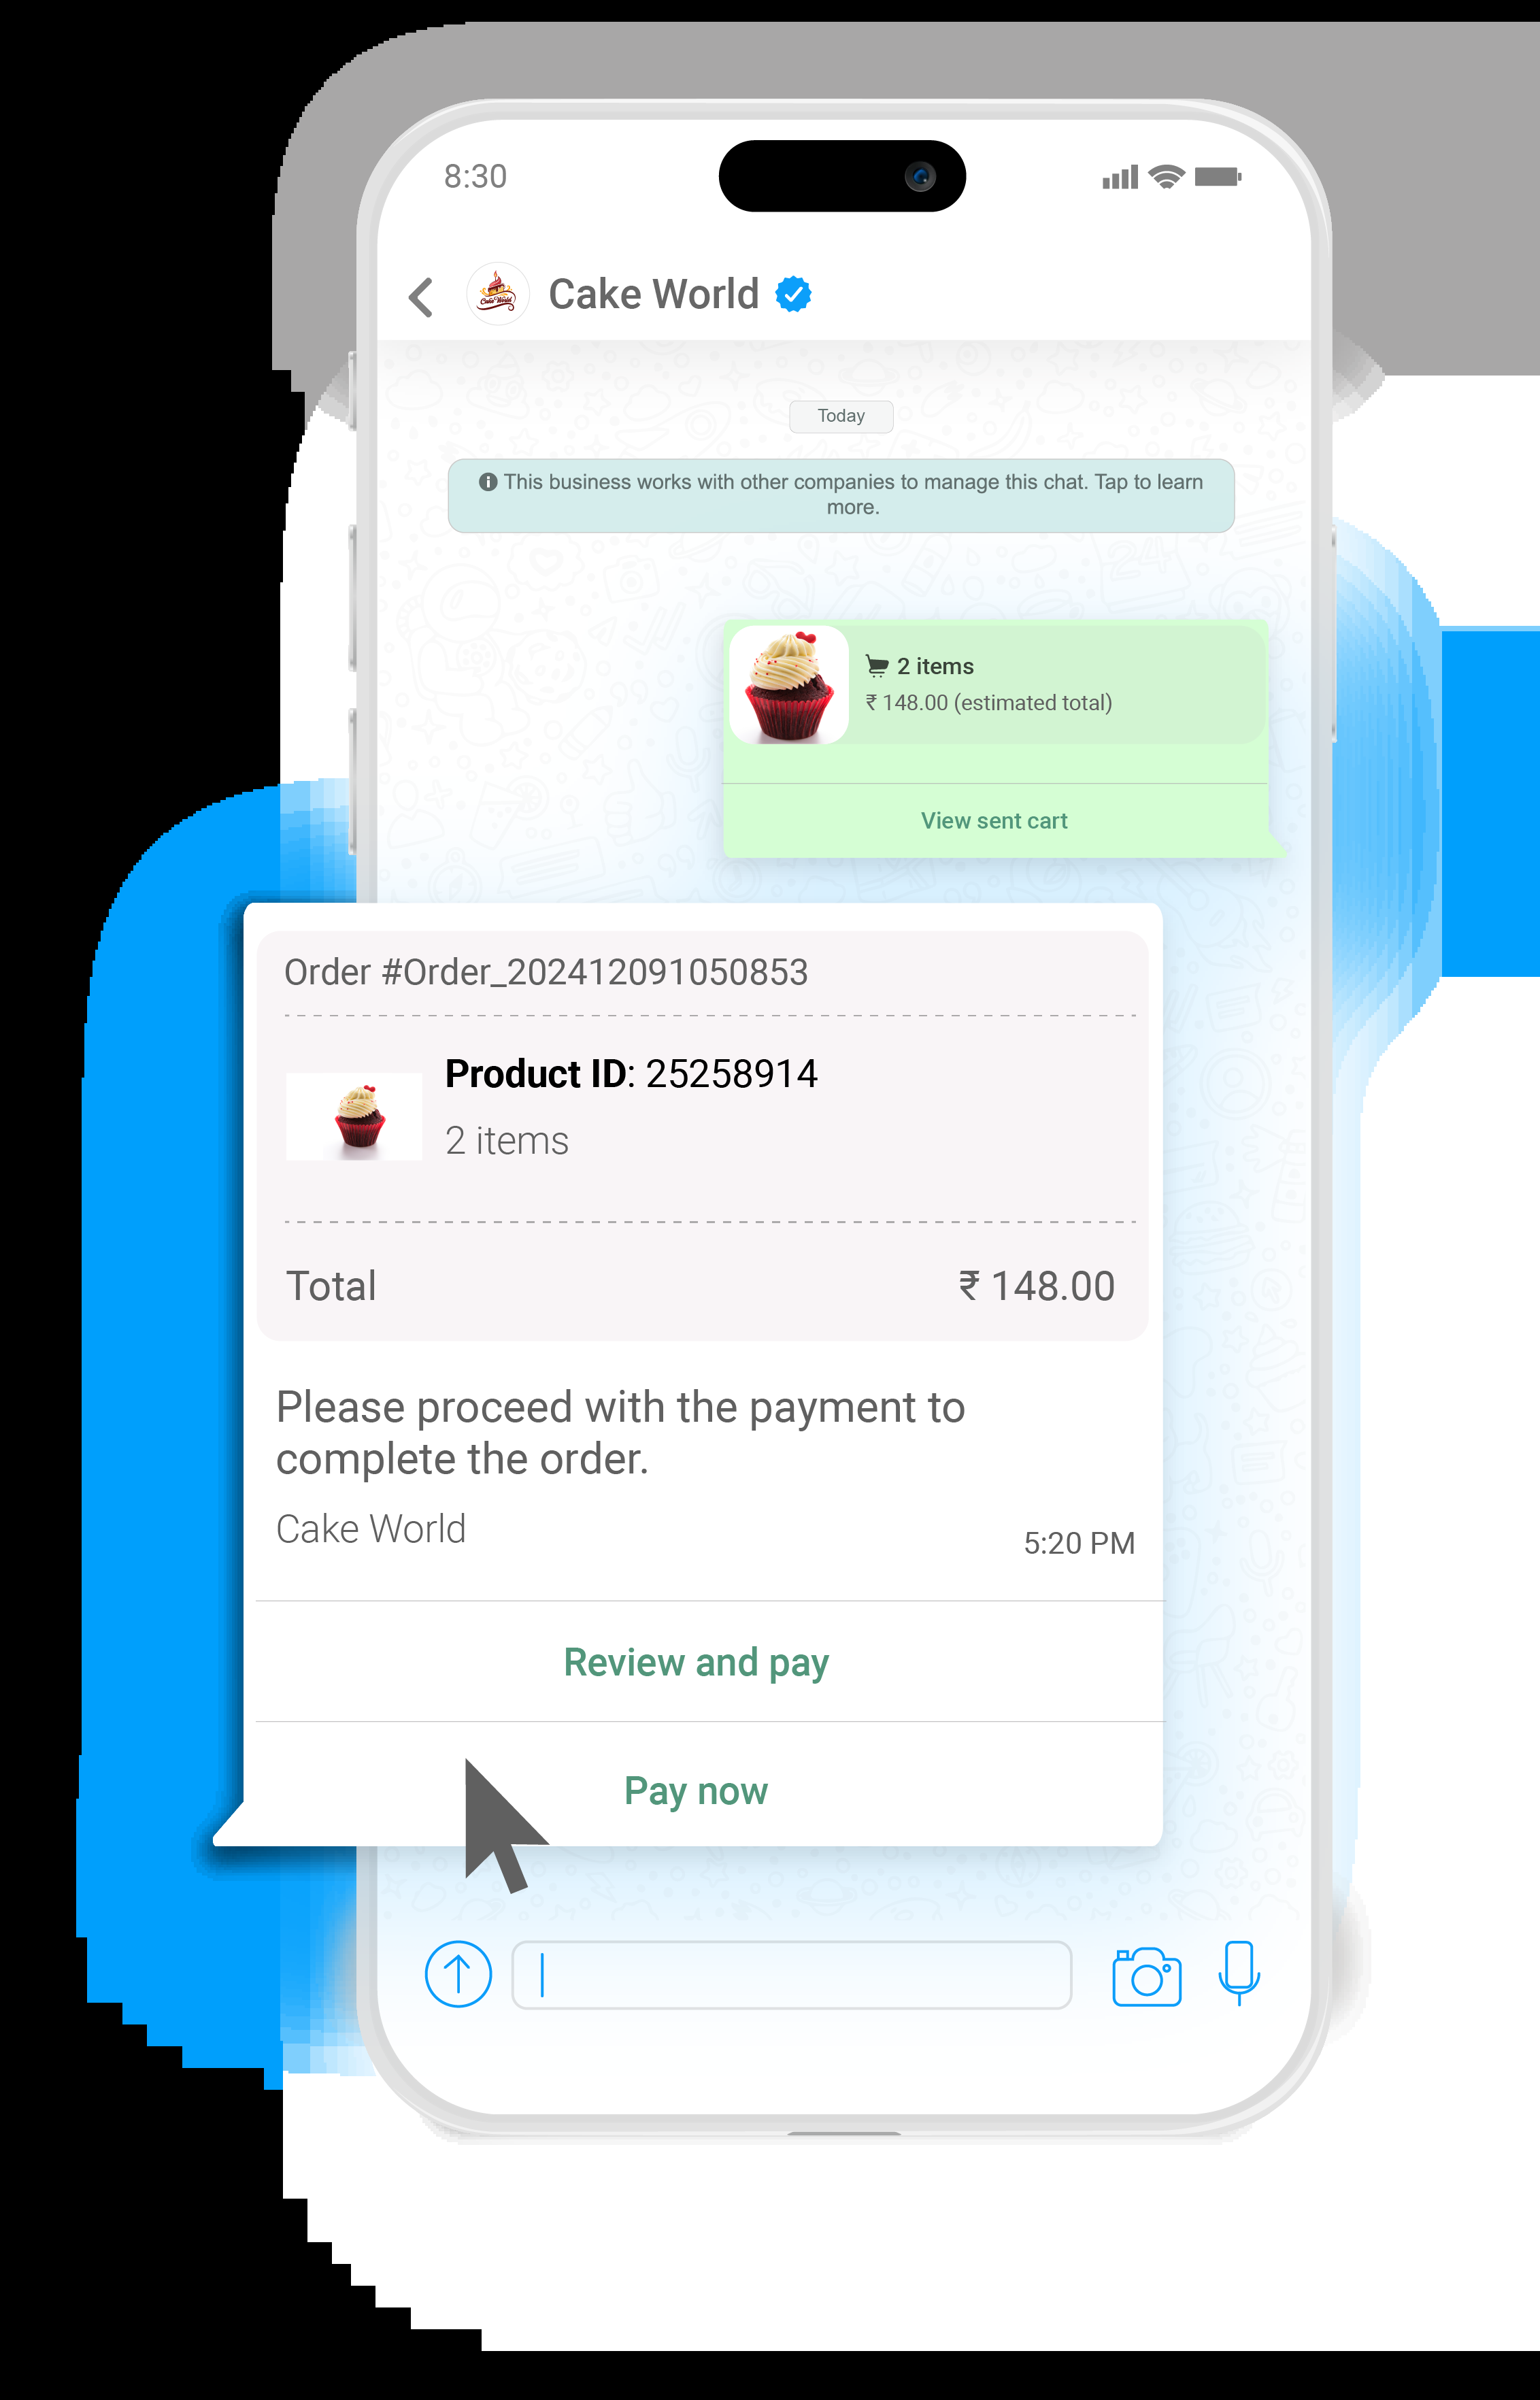 8:30
Cake World
Cake World
Today
This business works with other companies to manage this chat. Tap to learn
more.
2 items
₹ 148.00 (estimated total)
View sent cart
Order #Order_202412091050853
Product ID: 25258914
2 items
Total ₹ 148.00
Please proceed with the payment to
complete the order.
Cake World
5:20 PM
Review and pay
Pay now